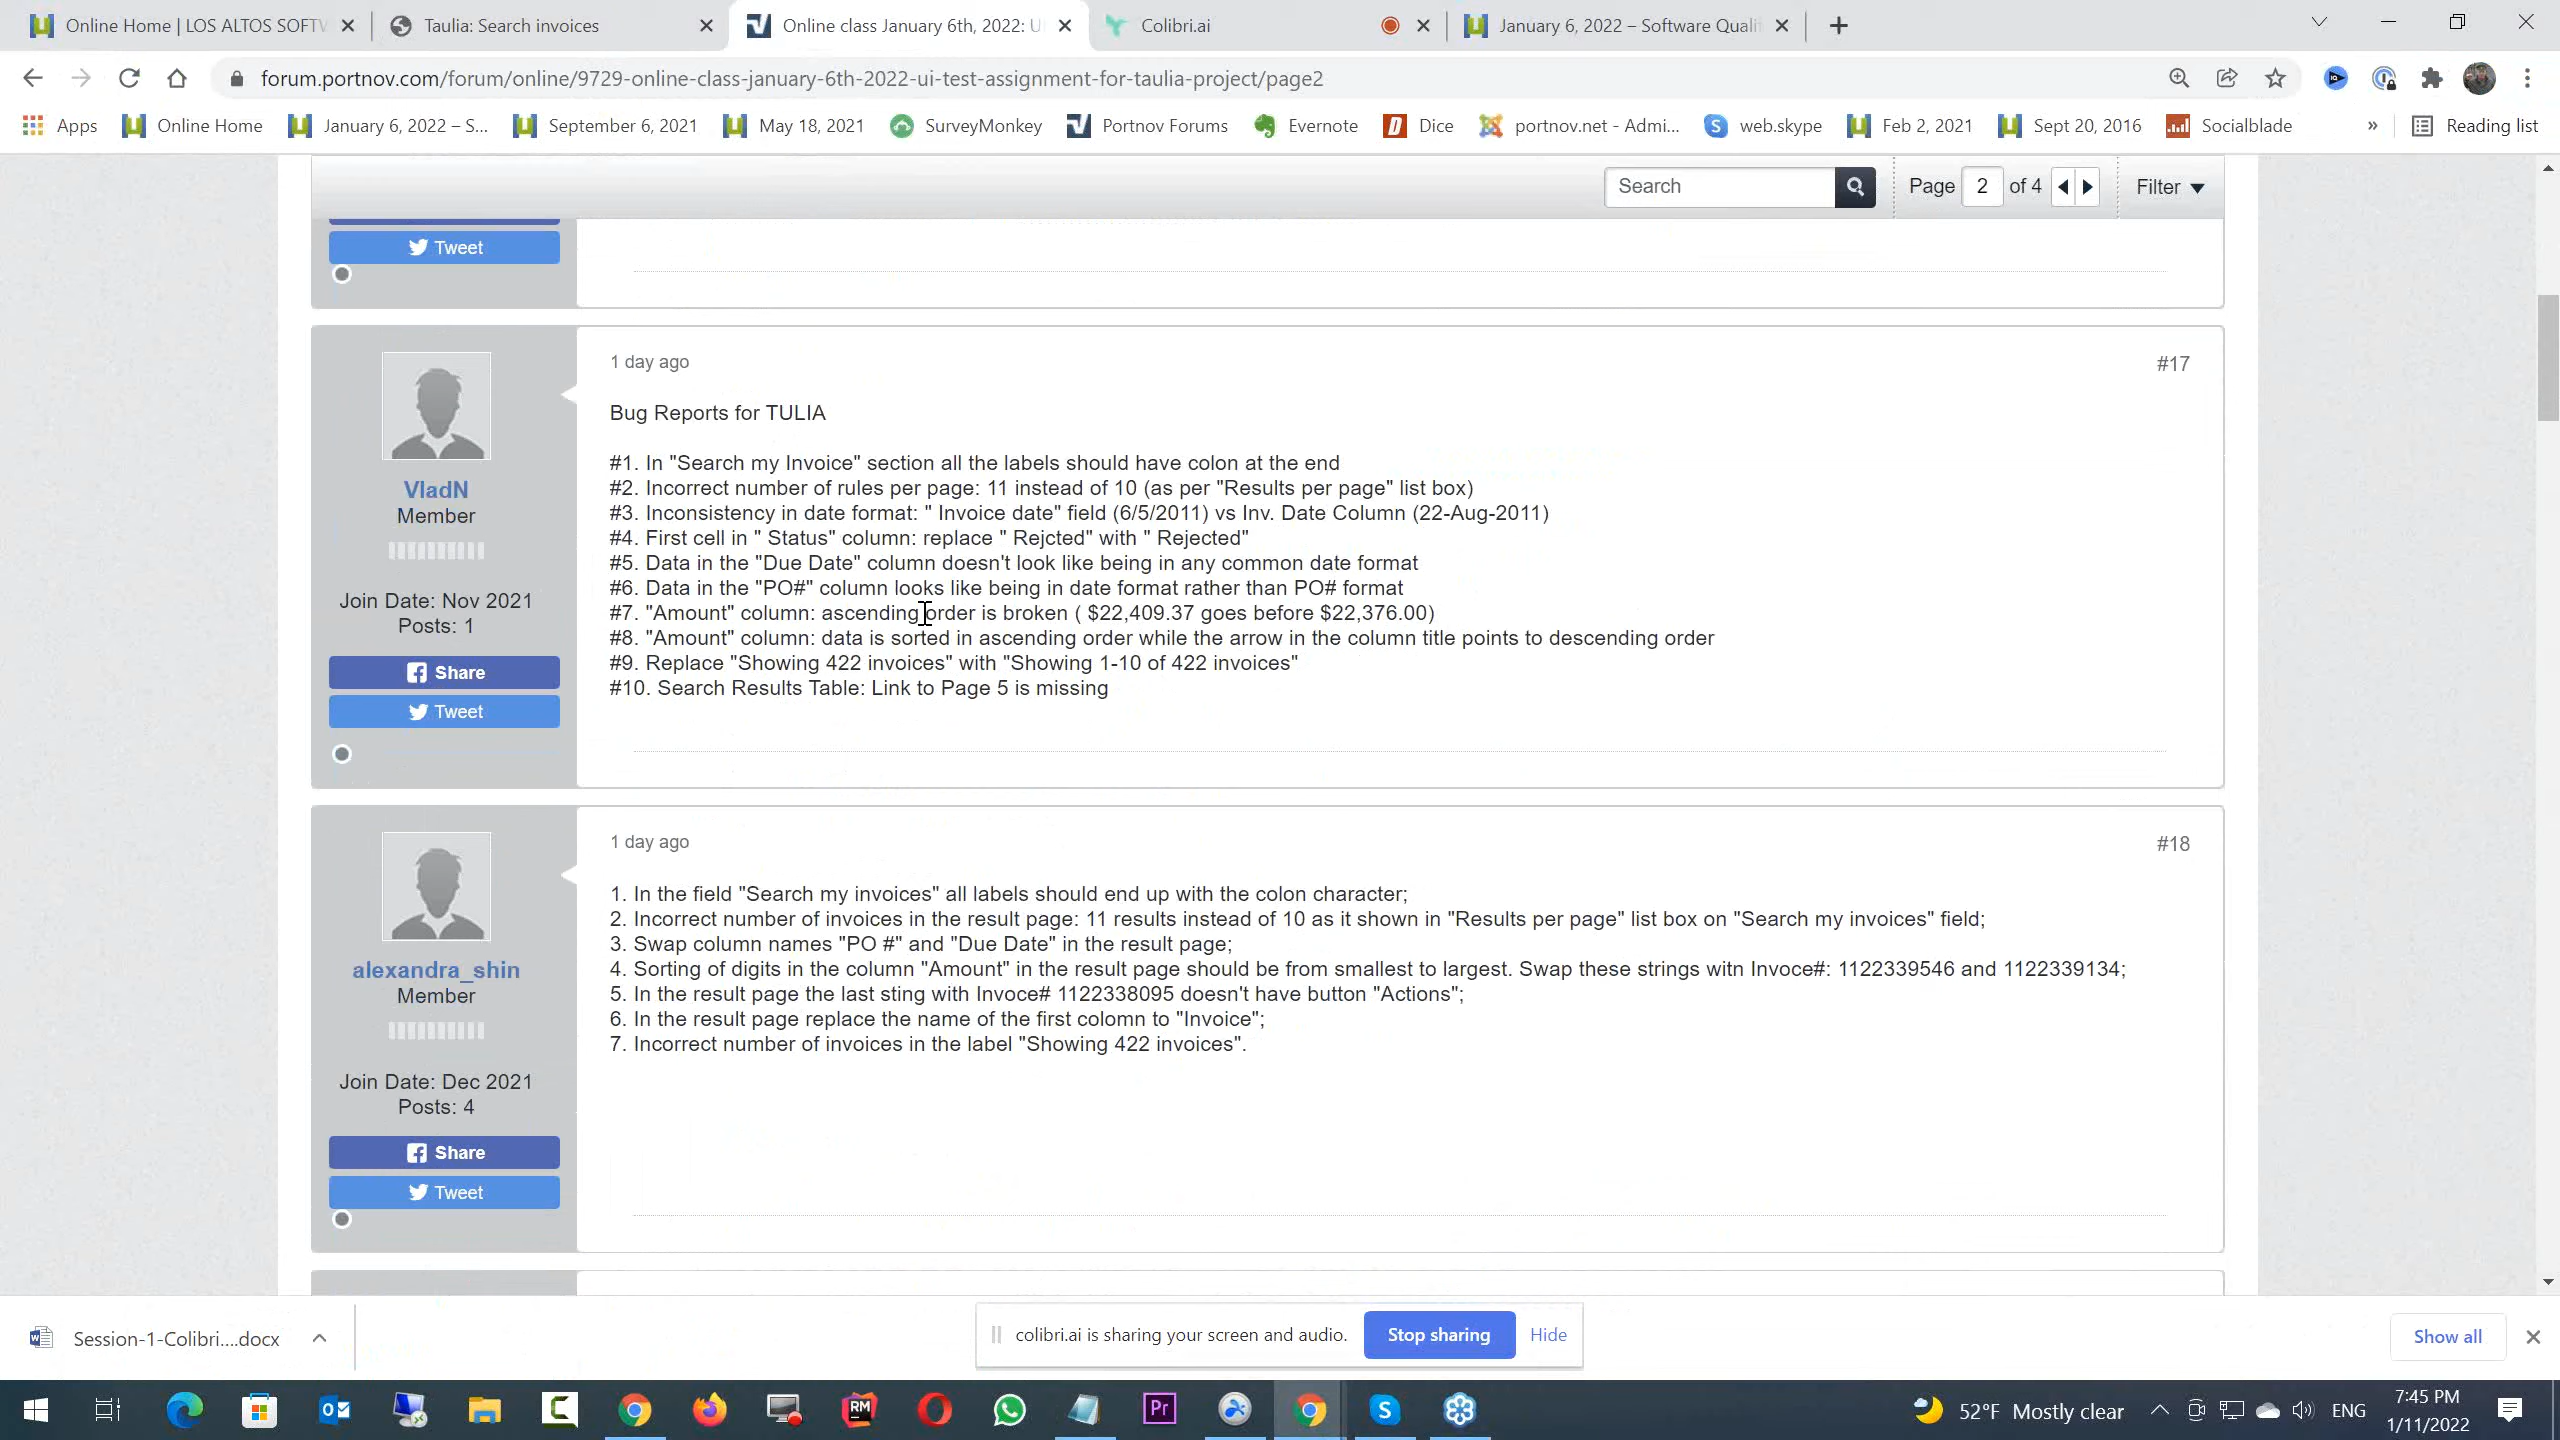 Online Home | LOS ALTOS SOFTV
Taulia: Search invoices
Online class January 6th, 2022: U
Colibri.ai
January 6, 2022 – Software Quali
forum.portnov.com/forum/online/9729-online-class-january-6th-2022-ui-test-assignment-for-taulia-project/page2
Apps
Online Home
January 6, 2022 – S...
September 6, 2021
May 18, 2021
SurveyMonkey
Portnov Forums
Evernote
Dice
portnov.net - Admi...
web.skype
Feb 2, 2021
Sept 20, 2016
Socialblade
»
Reading list
Search
Page 2 of 4
Filter
Tweet
1 day ago
#17
VladN
Member
Join Date: Nov 2021
Posts: 1
Share
Tweet
Bug Reports for TULIA
#1. In "Search my Invoice" section all the labels should have colon at the end
#2. Incorrect number of rules per page: 11 instead of 10 (as per "Results per page" list box)
#3. Inconsistency in date format: " Invoice date" field (6/5/2011) vs Inv. Date Column (22-Aug-2011)
#4. First cell in " Status" column: replace " Rejcted" with " Rejected"
#5. Data in the "Due Date" column doesn't look like being in any common date format
#6. Data in the "PO#" column looks like being in date format rather than PO# format
#7. "Amount" column: ascending order is broken ( $22,409.37 goes before $22,376.00)
#8. "Amount" column: data is sorted in ascending order while the arrow in the column title points to descending order
#9. Replace "Showing 422 invoices" with "Showing 1-10 of 422 invoices"
#10. Search Results Table: Link to Page 5 is missing
1 day ago
#18
alexandra_shin
Member
Join Date: Dec 2021
Posts: 4
Share
Tweet
1. In the field "Search my invoices" all labels should end up with the colon character;
2. Incorrect number of invoices in the result page: 11 results instead of 10 as it shown in "Results per page" list box on "Search my invoices" field;
3. Swap column names "PO #" and "Due Date" in the result page;
4. Sorting of digits in the column "Amount" in the result page should be from smallest to largest. Swap these strings witn Invoce#: 1122339546 and 1122339134;
5. In the result page the last sting with Invoce# 1122338095 doesn't have button "Actions";
6. In the result page replace the name of the first colomn to "Invoice";
7. Incorrect number of invoices in the label "Showing 422 invoices".
Session-1-Colibri....docx
colibri.ai is sharing your screen and audio.
Stop sharing
Hide
Show all
RM
Pr
52°F Mostly clear
ENG
7:45 PM
1/11/2022